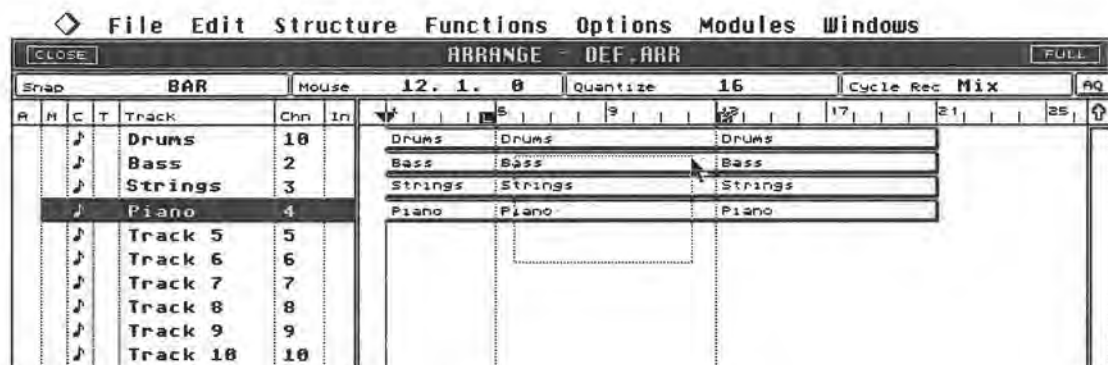 File Edit Structure Functions Options Modules Windows
CLOSE ARRANGE - DEF.ARR FULL
Snap BAR Mouse 12. 1. 0 Quantize 16 Cycle Rec Mix AQ
A M C T Track Chn In 5 9 17 21 25
Drums 10 Drums Drums Drums
Bass 2 Bass Bass Bass
Strings 3 Strings Strings Strings
Piano 4 Piano Piano Piano
Track 5 5
Track 6 6
Track 7 7
Track 8 8
Track 9 9
Track 10 10